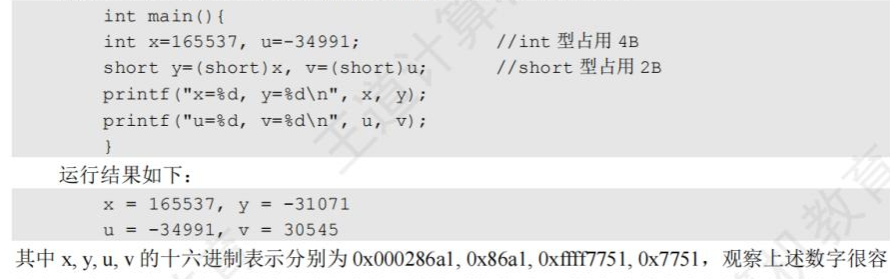 int main(){
int x=165537, u=-34991; //int 型占用 4B
short y=(short)x, v=(short)u; //short 型占用 2B
printf("x=%d, y=%d\n", x, y);
printf("u=%d, v=%d\n", u, v);
}
运行结果如下：
x = 165537, y = -31071
u = -34991, v = 30545
其中 x, y, u, v 的十六进制表示分别为 0x000286a1, 0x86a1, 0xffff7751, 0x7751，观察上述数字很容